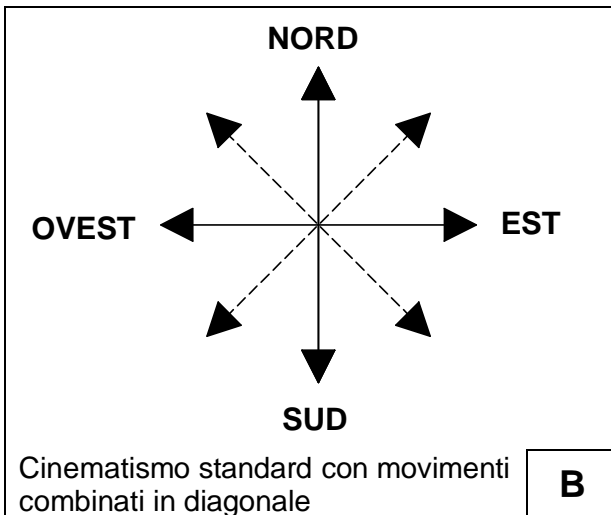 NORD
OVEST
EST
SUD
Cinematismo standard con movimenti
combinati in diagonale
B